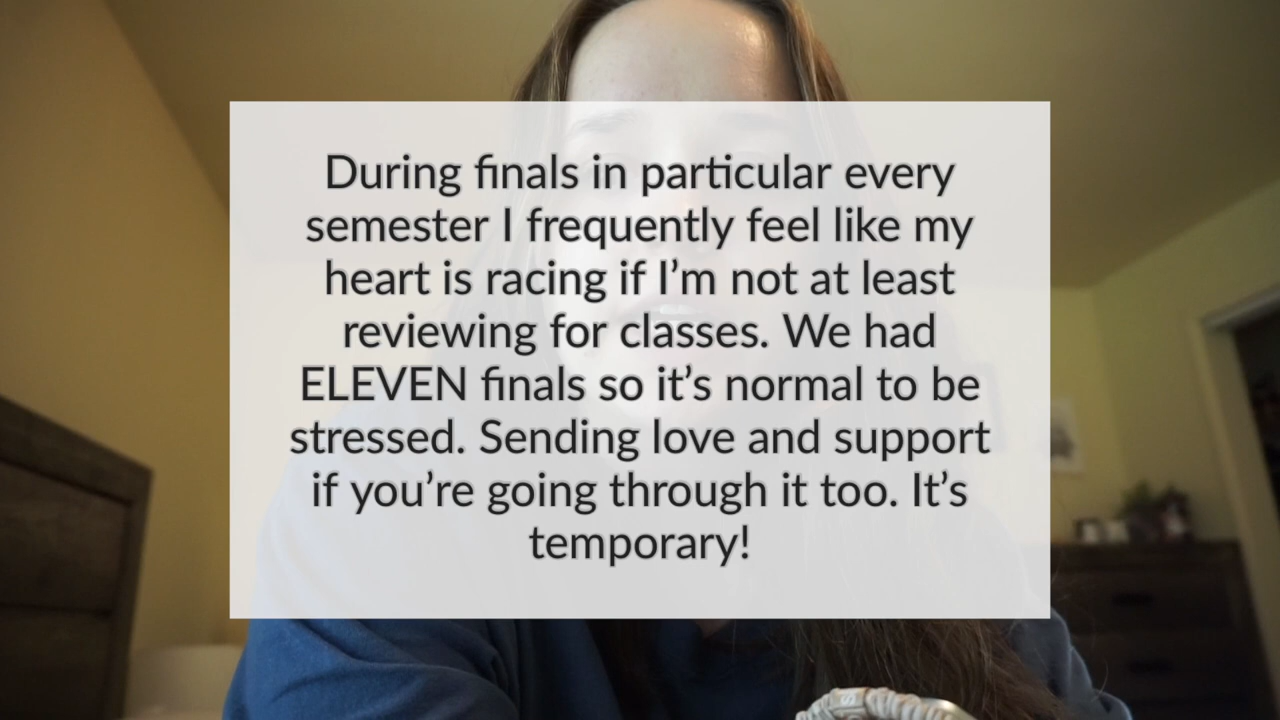 During finals in particular every
semester I frequently feel like my
heart is racing if I’m not at least
reviewing for classes. We had
ELEVEN finals so it’s normal to be
stressed. Sending love and support
if you’re going through it too. It’s
temporary!